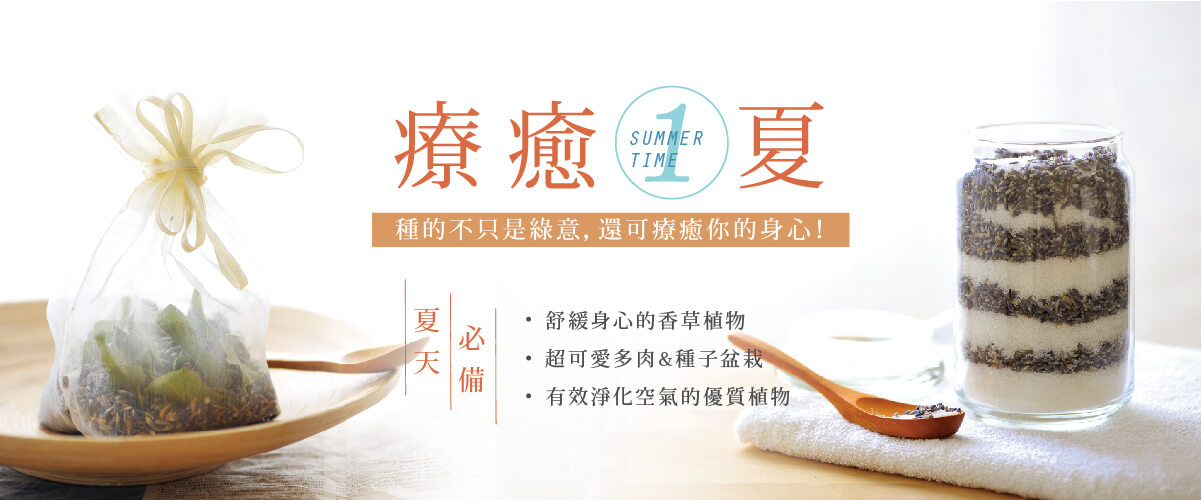 療癒1夏
SUMMER
TIME
種的不只是綠意, 還可療癒你的身心!
夏天
必備
• 舒緩身心的香草植物
• 超可愛多肉&種子盆栽
• 有效淨化空氣的優質植物